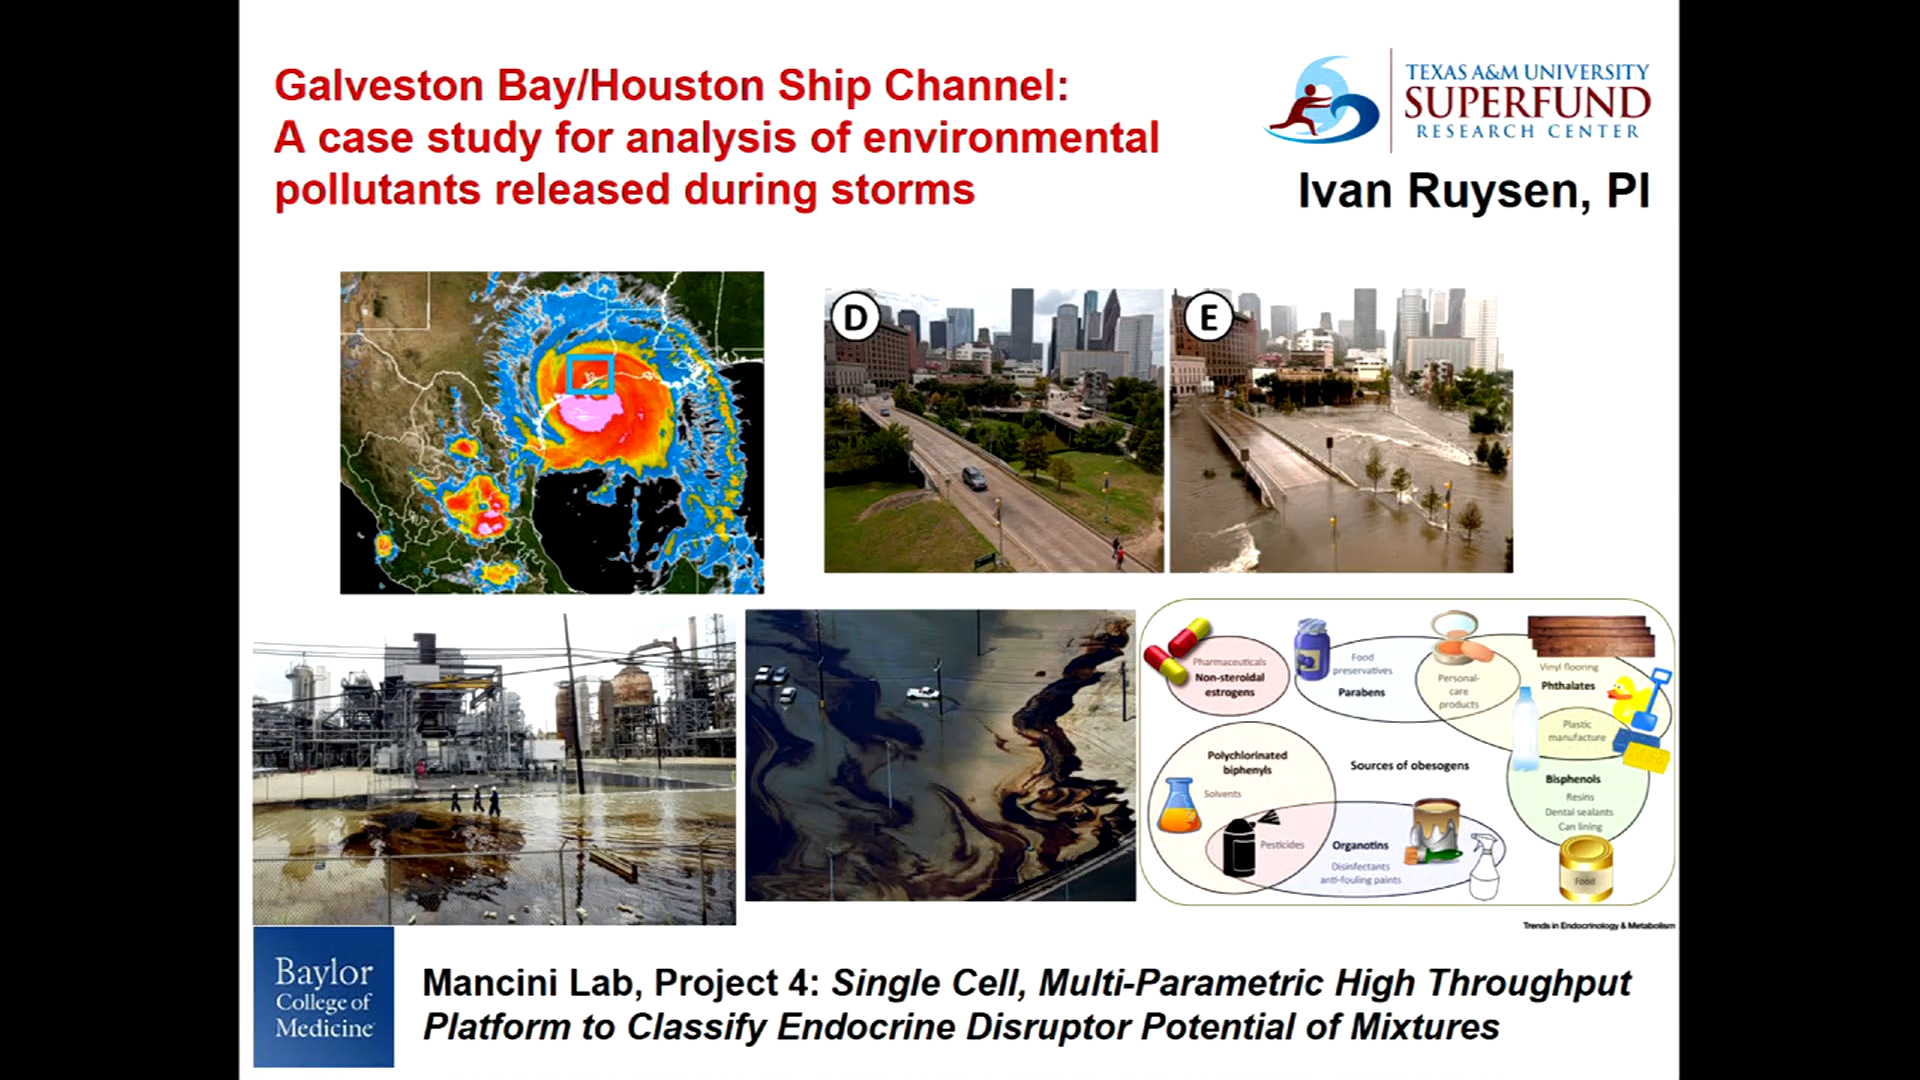 Galveston Bay/Houston Ship Channel:
A case study for analysis of environmental
pollutants released during storms
TEXAS A&M UNIVERSITY
SUPERFUND
RESEARCH CENTER
Ivan Ruysen, PI
D
E
Pharmaceuticals
Non-steroidal
estrogens
Food
preservatives
Parabens
Personal-
care
products
Vinyl flooring
Phthalates
Plastic
manufacture
Polychlorinated
biphenyls
Solvents
Sources of obesogens
Bisphenols
Resins
Dental sealants
Can lining
Pesticides
Organotins
Disinfectants
anti-fouling paints
Food
Trends in Endocrinology & Metabolism
Baylor
College of
Medicine
Mancini Lab, Project 4: Single Cell, Multi-Parametric High Throughput
Platform to Classify Endocrine Disruptor Potential of Mixtures